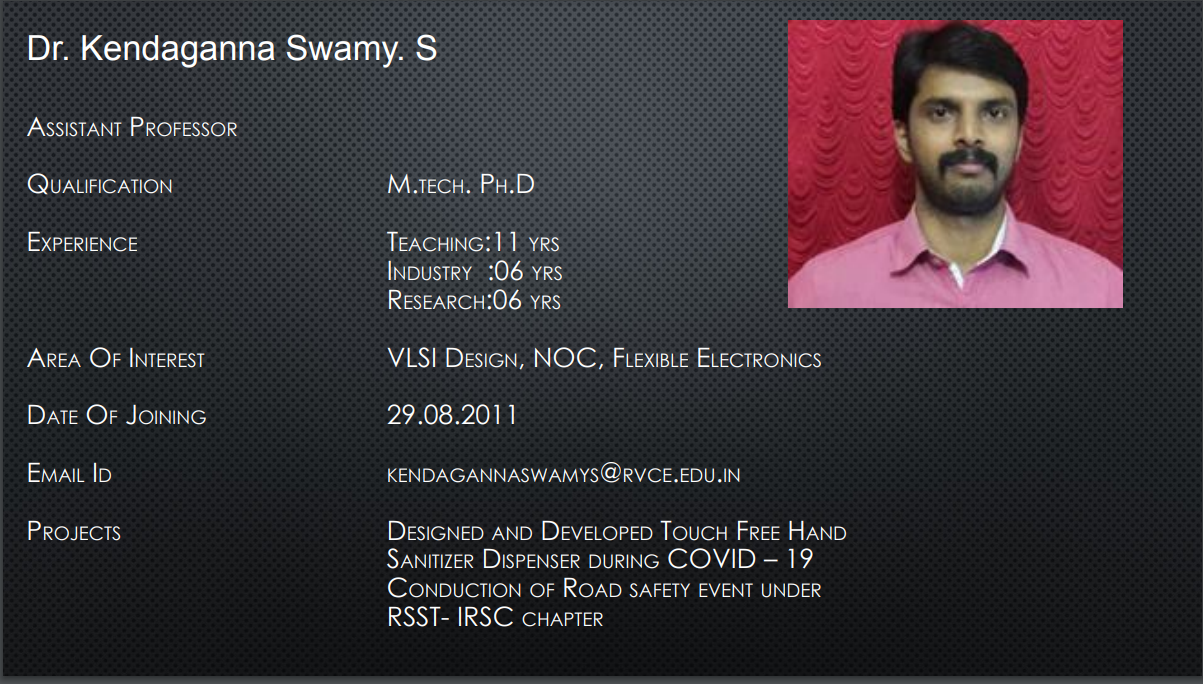 Dr. Kendaganna Swamy. S
Assistant Professor
Qualification M.tech. Ph.D
Experience Teaching:11 yrs
Industry :06 yrs
Research:06 yrs
Area Of Interest VLSI Design, NOC, Flexible Electronics
Date Of Joining 29.08.2011
Email Id kendagannaswamys@rvce.edu.in
Projects Designed and Developed Touch Free Hand
Sanitizer Dispenser during COVID – 19
Conduction of Road safety event under
RSST- IRSC chapter